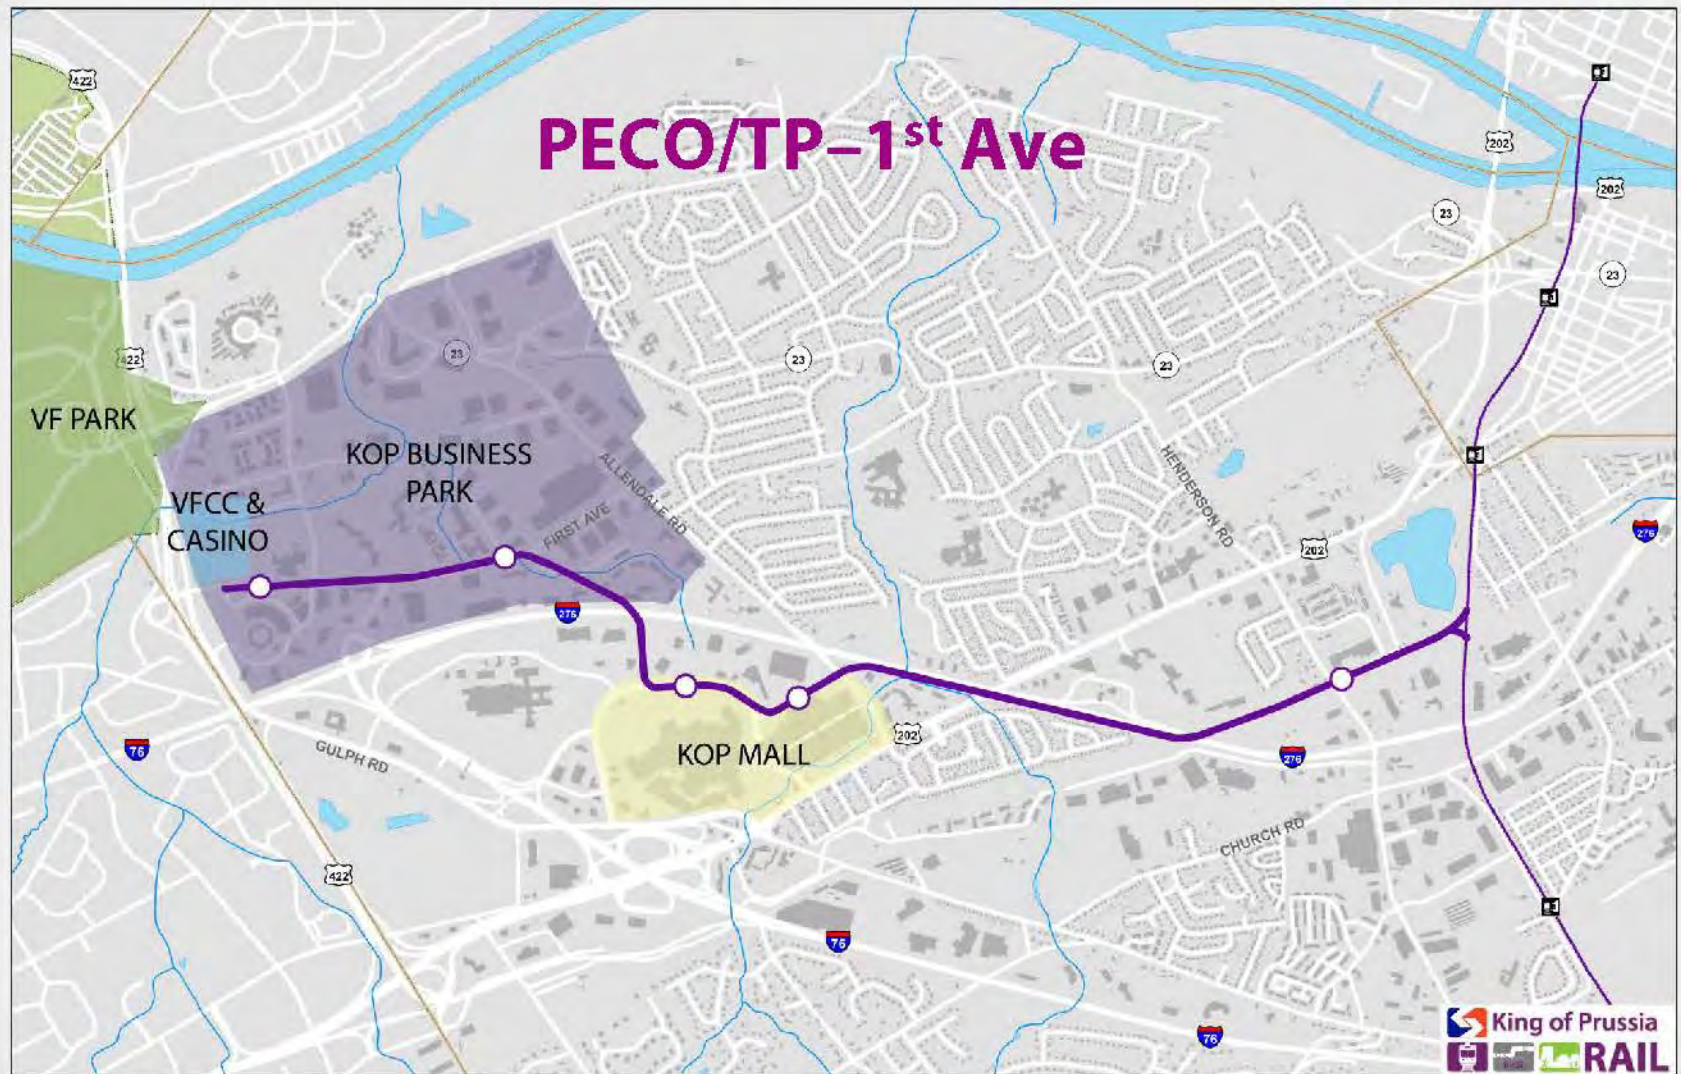 PECO/TP–1st Ave
422
202
202
23
23
422
23
23
23
VF PARK
KOP BUSINESS
PARK
ALLENDALE RD
HENDERSON RD
VFCC &
CASINO
FIRST AVE
202
276
276
202
KOP MALL
276
76
GULPH RD
CHURCH RD
422
76
76
King of Prussia
RAIL